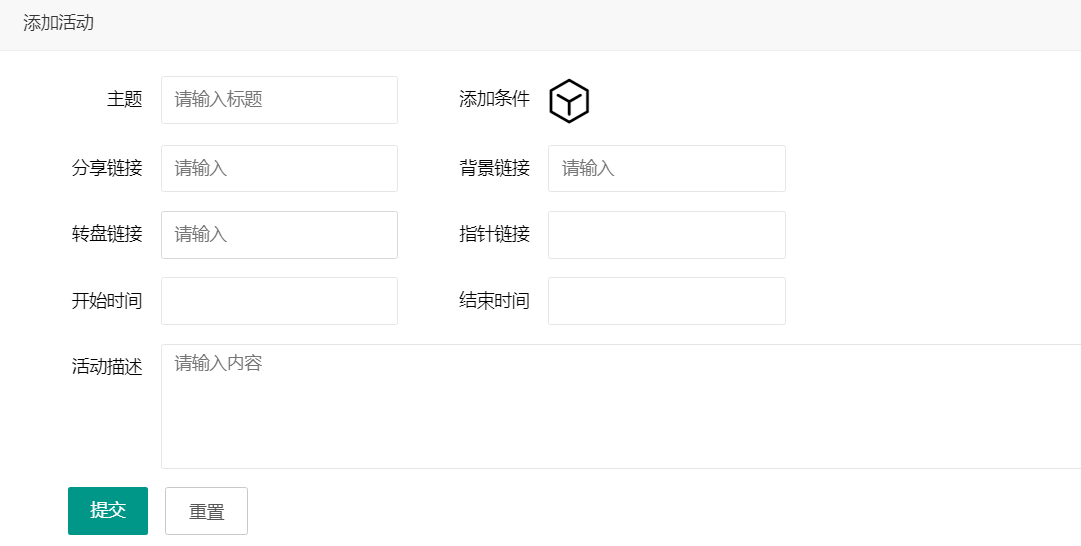 添加活动
主题 请输入标题 添加条件
分享链接 请输入 背景链接 请输入
转盘链接 请输入 指针链接
开始时间 结束时间
活动描述 请输入内容
提交 重置